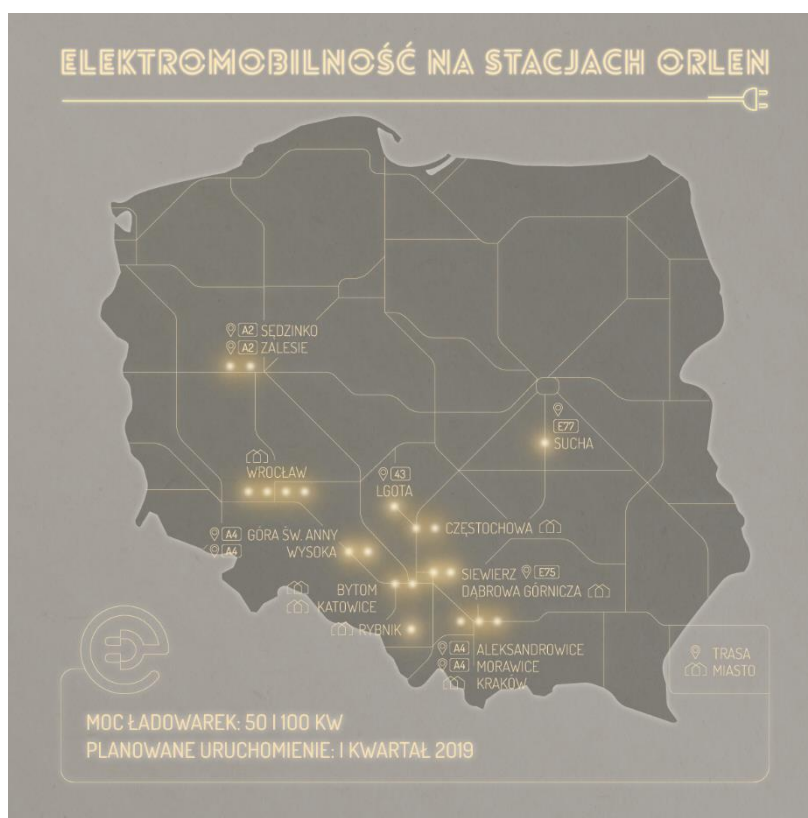 ELEKTROMOBILNOŚĆ NA STACJACH ORLEN
A2 SĘDZINKO
A2 ZALESIE
E77
SUCHA
WROCŁAW
43
LGOTA
CZĘSTOCHOWA
A4 GÓRA ŚW. ANNY
A4 WYSOKA
SIEWIERZ E75
DĄBROWA GÓRNICZA
BYTOM
KATOWICE
RYBNIK
A4 ALEKSANDROWICE
A4 MORAWICE
KRAKÓW
TRASA
MIASTO
MOC ŁADOWAREK: 50 I 100 KW
PLANOWANE URUCHOMIENIE: I KWARTAŁ 2019